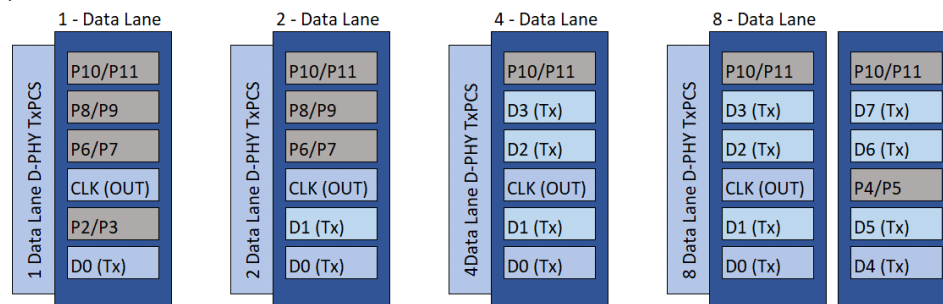 1 - Data Lane
2 - Data Lane
4 - Data Lane
8 - Data Lane
1 Data Lane D-PHY TxPCS
P10/P11
P8/P9
P6/P7
CLK (OUT)
P2/P3
D0 (Tx)
2 Data Lane D-PHY TxPCS
P10/P11
P8/P9
P6/P7
CLK (OUT)
D1 (Tx)
D0 (Tx)
4Data Lane D-PHY TxPCS
P10/P11
D3 (Tx)
D2 (Tx)
CLK (OUT)
D1 (Tx)
D0 (Tx)
8 Data Lane D-PHY TxPCS
P10/P11
D3 (Tx)
D2 (Tx)
CLK (OUT)
D1 (Tx)
D0 (Tx)
P10/P11
D7 (Tx)
D6 (Tx)
P4/P5
D5 (Tx)
D4 (Tx)